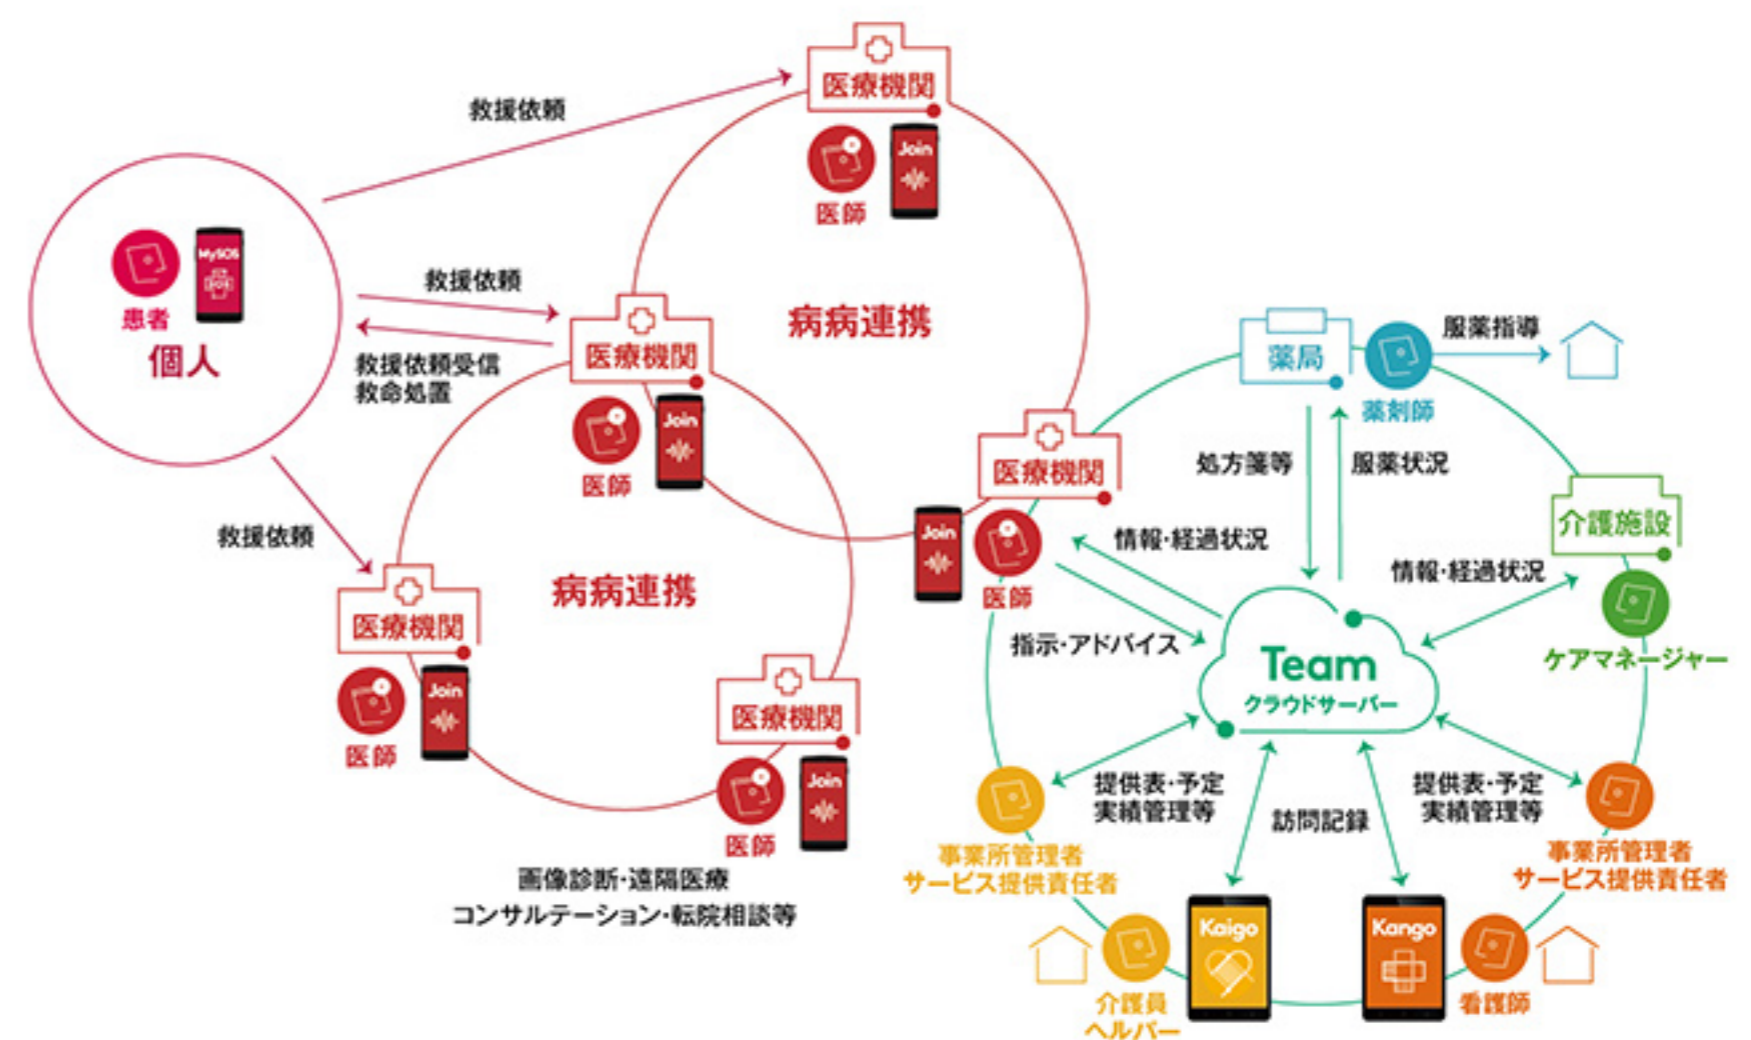 医療機関
Join
医師
救援依頼
MySOS
患者
個人
救援依頼
救援依頼受信
救命処置
救援依頼
病病連携
医療機関
Join
医師
病病連携
医療機関
Join
医師
医療機関
Join
医師
画像診断・遠隔医療
コンサルテーション・転院相談等
医療機関
Join
医師
薬局
薬剤師
服薬指導
処方箋等
服薬状況
介護施設
ケアマネージャー
情報・経過状況
情報・経過状況
指示・アドバイス
Team
クラウドサーバー
提供表・予定
実績管理等
訪問記録
提供表・予定
実績管理等
事業所管理者
サービス提供責任者
事業所管理者
サービス提供責任者
介護員
ヘルパー
Kaigo
Kango
看護師